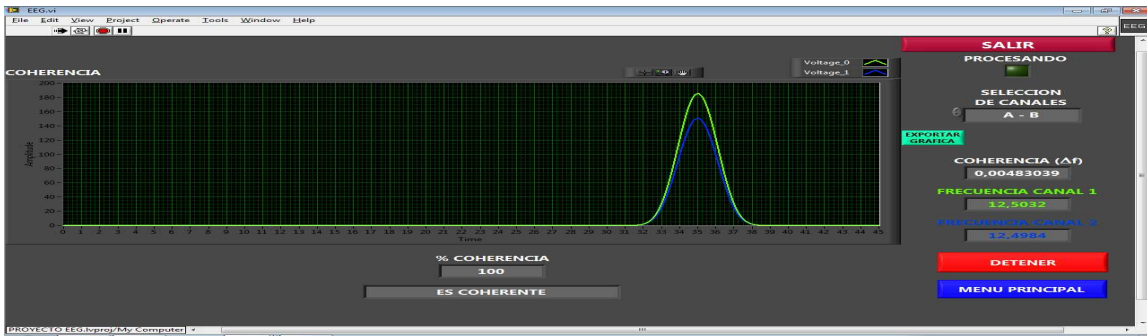 EEG.vi
File Edit View Project Operate Tools Window Help
EEG
SALIR
PROCESANDO
COHERENCIA
Voltage_0
Voltage_1
SELECCION
DE CANALES
A - B
EXPORTAR
GRAFICA
COHERENCIA (Δf)
0,00483039
FRECUENCIA CANAL 1
12,5032
FRECUENCIA CANAL 2
12,4984
DETENER
MENU PRINCIPAL
Amplitude
200
180
160
140
120
100
80
60
40
20
0
0 1 2 3 4 5 6 7 8 9 10 11 12 13 14 15 16 17 18 19 20 21 22 23 24 25 26 27 28 29 30 31 32 33 34 35 36 37 38 39 40 41 42 43 44 45
Time
% COHERENCIA
100
ES COHERENTE
PROYECTO EEG.lvproj/My Computer